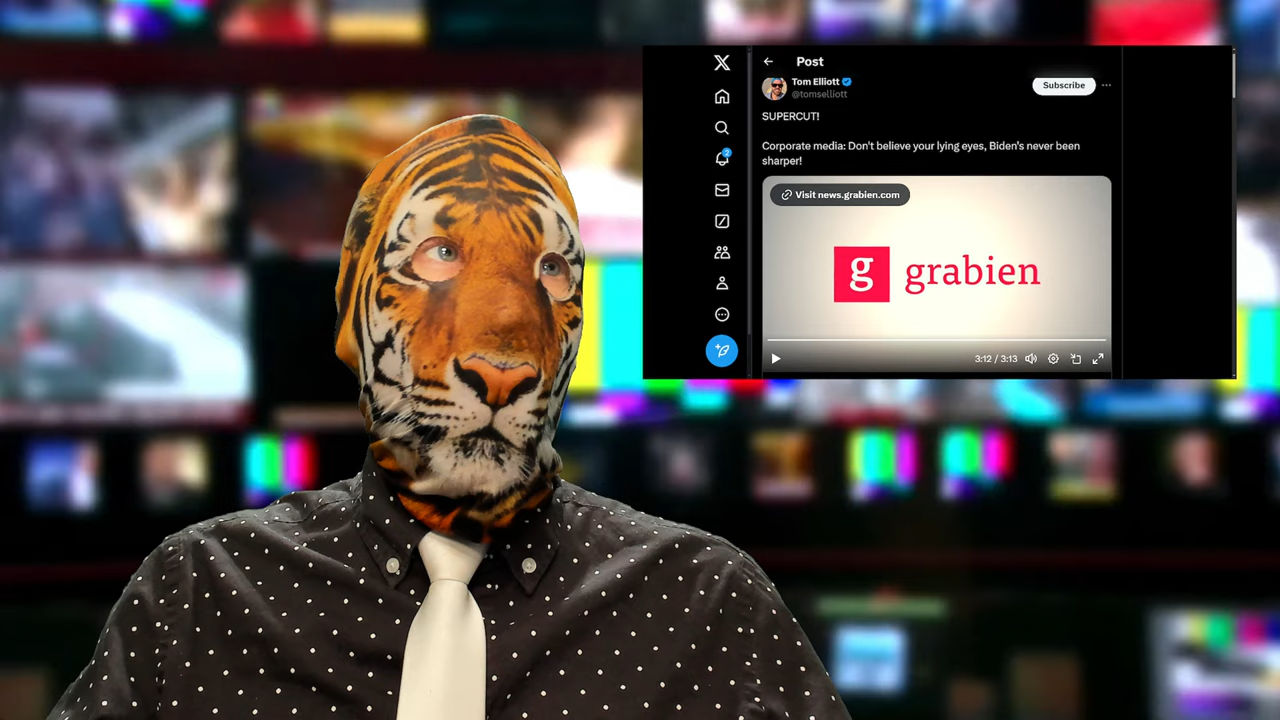 Post
Tom Elliott
@tomselliott
Subscribe
2
SUPERCUT!
Corporate media: Don't believe your lying eyes, Biden's never been
sharper!
Visit news.grabien.com
g grabien
3:12 / 3:13